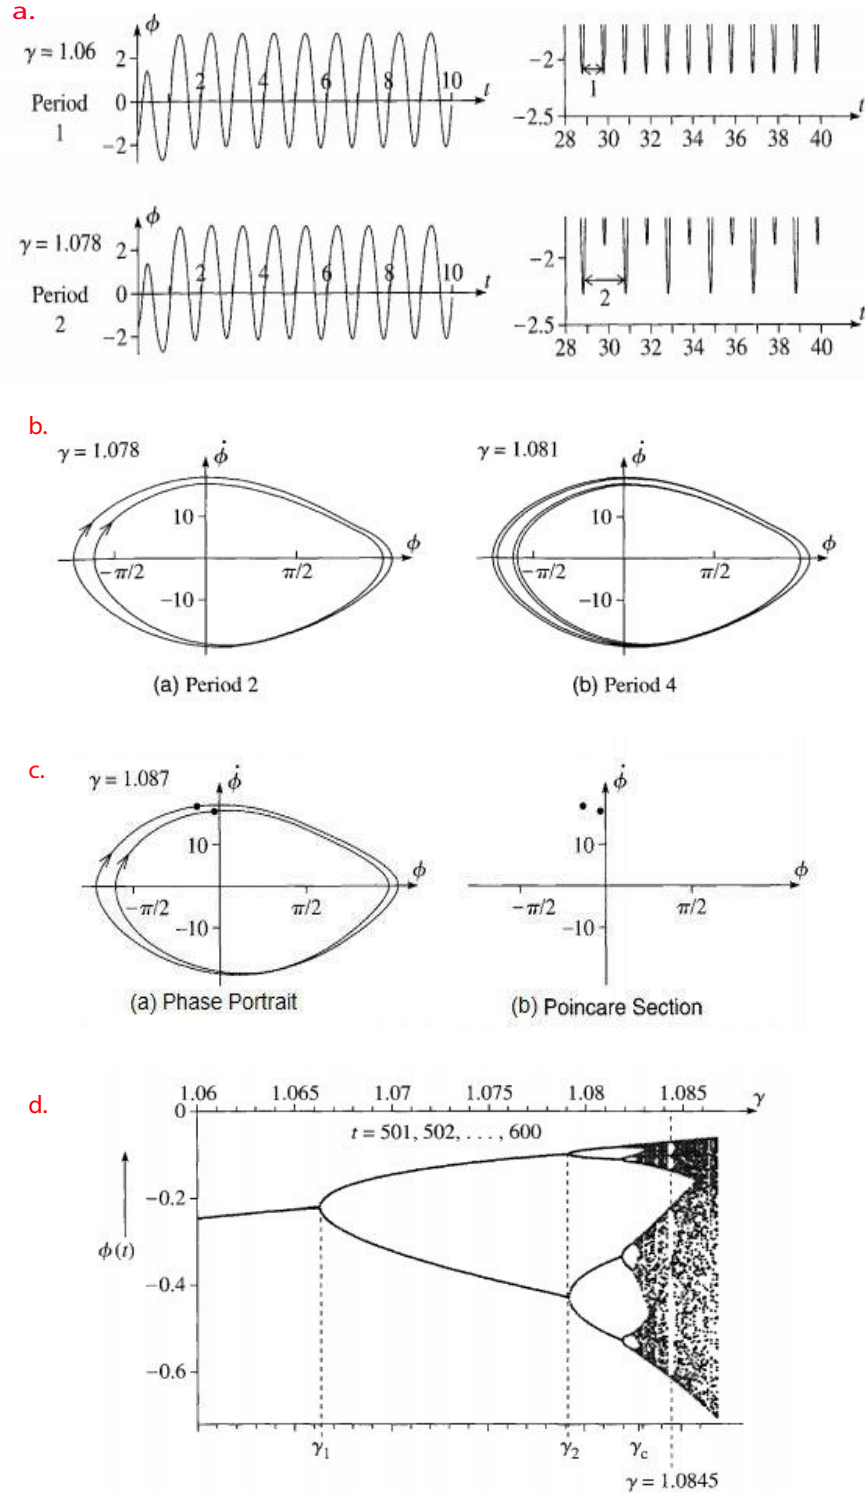 a.
γ = 1.06
Period
1
ϕ
2
0
−2
2 4 6 8 10 t
−2
−2.5
1
28 30 32 34 36 38 40
t
γ = 1.078
Period
2
ϕ
2
0
−2
2 4 6 8 10 t
−2
−2.5
2
28 30 32 34 36 38 40
t
b.
γ = 1.078
ϕ̇
10
−10
−π/2 π/2 ϕ
(a) Period 2
γ = 1.081
ϕ̇
10
−10
−π/2 π/2 ϕ
(b) Period 4
c.
γ = 1.087
ϕ̇
10
−10
−π/2 π/2 ϕ
(a) Phase Portrait
ϕ̇
10
−10
−π/2 π/2 ϕ
(b) Poincare Section
d.
1.06 1.065 1.07 1.075 1.08 1.085 γ
0
t = 501, 502, . . . , 600
−0.2
ϕ(t)
−0.4
−0.6
γ₁ γ₂ γc
γ = 1.0845